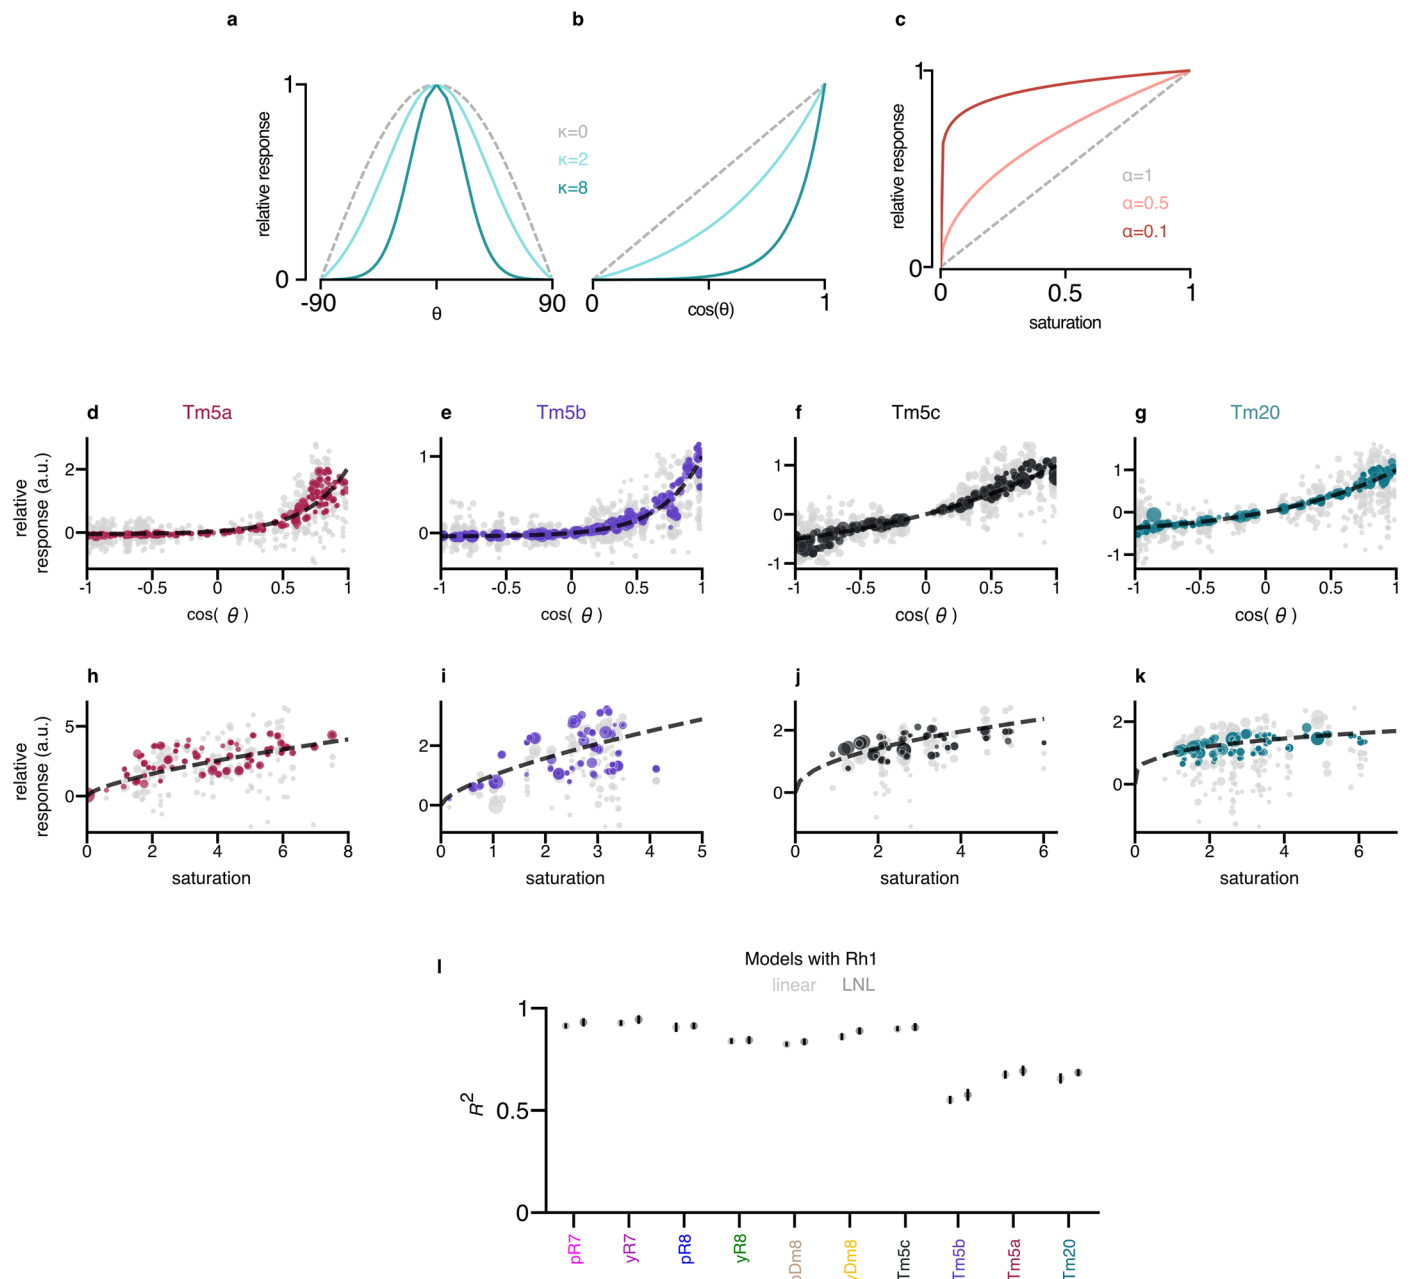 a
b
c
relative response
1
0
-90
90
θ
κ=0
κ=2
κ=8
0
1
cos(θ)
relative response
1
0
0
0.5
1
saturation
α=1
α=0.5
α=0.1
d
Tm5a
e
Tm5b
f
Tm5c
g
Tm20
relative
response (a.u.)
2
0
-1
-0.5
0
0.5
1
cos( θ )
1
0
-1
-0.5
0
0.5
1
cos( θ )
1
0
-1
-1
-0.5
0
0.5
1
cos( θ )
1
0
-1
-1
-0.5
0
0.5
1
cos( θ )
h
i
j
k
relative
response (a.u.)
5
0
0
2
4
6
8
saturation
2
0
0
1
2
3
4
5
saturation
2
0
0
2
4
6
saturation
2
0
0
2
4
6
saturation
l
Models with Rh1
linear LNL
R²
1
0.5
0
pR7
yR7
pR8
yR8
Dm8
Dm8
Tm5c
Tm5b
Tm5a
Tm20